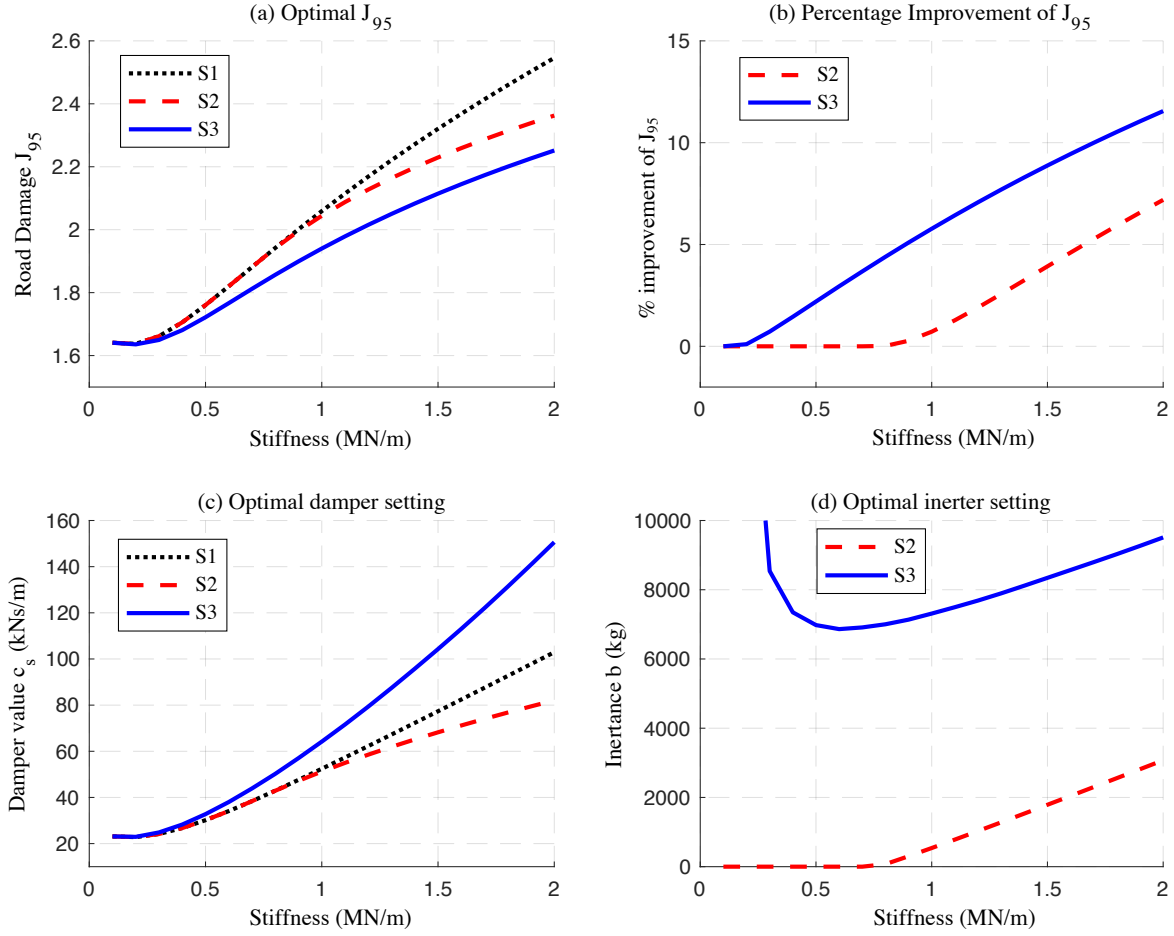 (a) Optimal J95
2.6
2.4
2.2
2
1.8
1.6
Road Damage J95
S1
S2
S3
0 0.5 1 1.5 2
Stiffness (MN/m)
(b) Percentage Improvement of J95
15
10
5
0
% improvement of J95
S2
S3
0 0.5 1 1.5 2
Stiffness (MN/m)
(c) Optimal damper setting
160
140
120
100
80
60
40
20
Damper value c_s (kNs/m)
S1
S2
S3
0 0.5 1 1.5 2
Stiffness (MN/m)
(d) Optimal inerter setting
10000
8000
6000
4000
2000
0
Inertance b (kg)
S2
S3
0 0.5 1 1.5 2
Stiffness (MN/m)